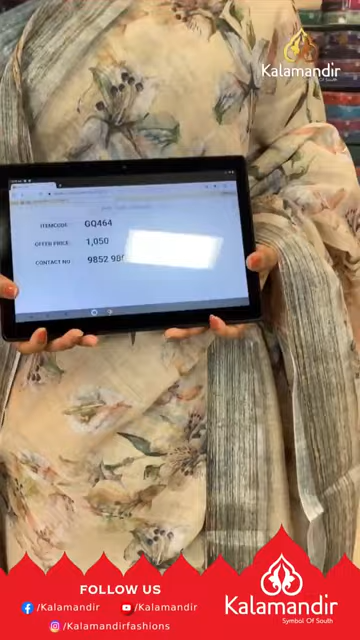 Kalamandir
Symbol Of South
ITEMCODE : GQ464
OFFER PRICE : 1,050
CONTACT NU 9852 98
FOLLOW US
/Kalamandir /Kalamandir
/Kalamandirfashions
Kalamandir
Symbol Of South